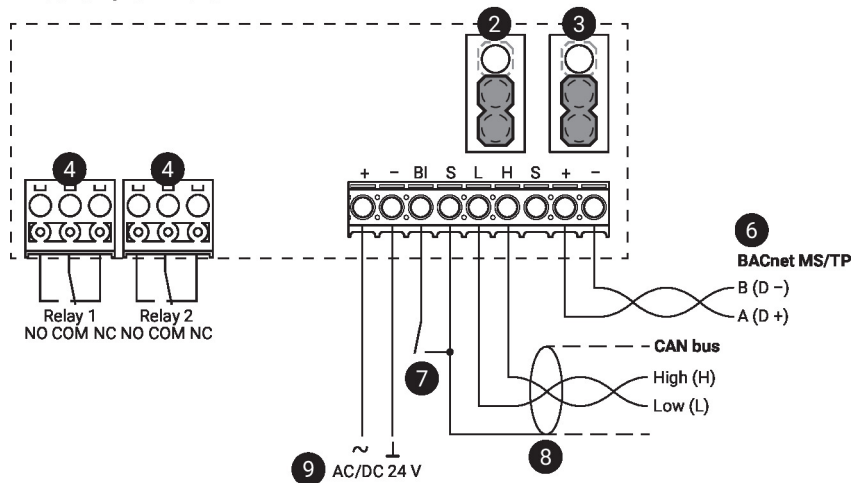 2
3
4
4
+ − BI S L H S + −
6
BACnet MS/TP
B (D −)
A (D +)
Relay 1
NO COM NC
Relay 2
NO COM NC
CAN bus
High (H)
Low (L)
7
8
~ ⊥
9 AC/DC 24 V